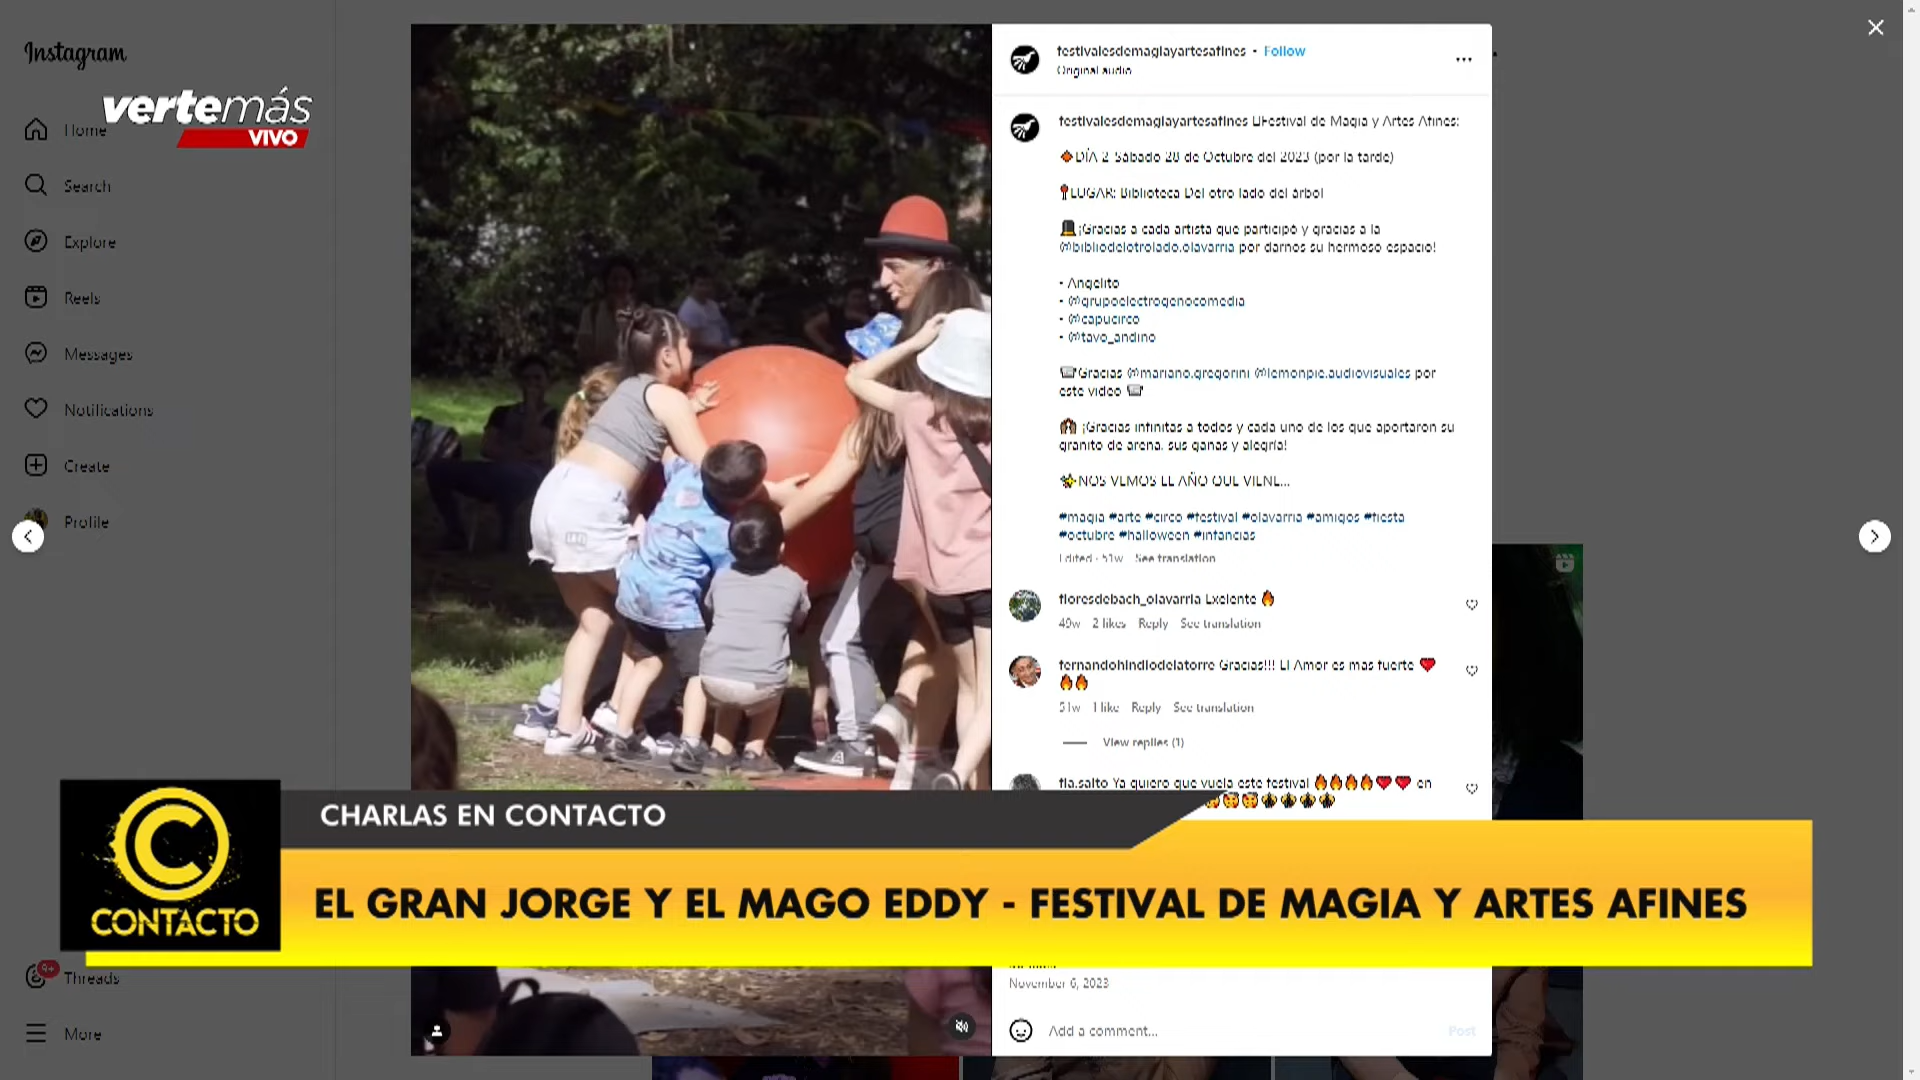 Instagram
vertemás
VIVO
Home
Search
Explore
Reels
Messages
Notifications
Create
Profile
9+
Threads
More
festivalesdemagiayartesafines • Follow
Original audio
festivalesdemagiayartesafines Festival de Magia y Artes Afines:
DÍA 2 Sábado 28 de Octubre del 2023 (por la tarde)
LUGAR: Biblioteca Del otro lado del árbol
¡Gracias a cada artista que participó y gracias a la
@bibliodelotrolado.olavarria por darnos su hermoso espacio!
• Angelito
• @grupoelectrogenocomedia
• @capucirco
• @tavo_andino
Gracias @mariano.gregorini @lemonpie.audiovisuales por
este video
¡Gracias infinitas a todos y cada uno de los que aportaron su
granito de arena, sus ganas y alegría!
NOS VEMOS EL AÑO QUE VIENE...
#magia #arte #circo #festival #olavarria #amigos #fiesta
#octubre #halloween #infancias
Edited · 51w See translation
floresdebach_olavarria Exelente
49w 2 likes Reply See translation
fernandohindiodelatorre Gracias!!! El Amor es mas fuerte
51w 1 like Reply See translation
View replies (1)
fla.salto Ya quiero que vuela este festival en
CHARLAS EN CONTACTO
CONTACTO
EL GRAN JORGE Y EL MAGO EDDY - FESTIVAL DE MAGIA Y ARTES AFINES
November 6, 2023
Add a comment...
Post